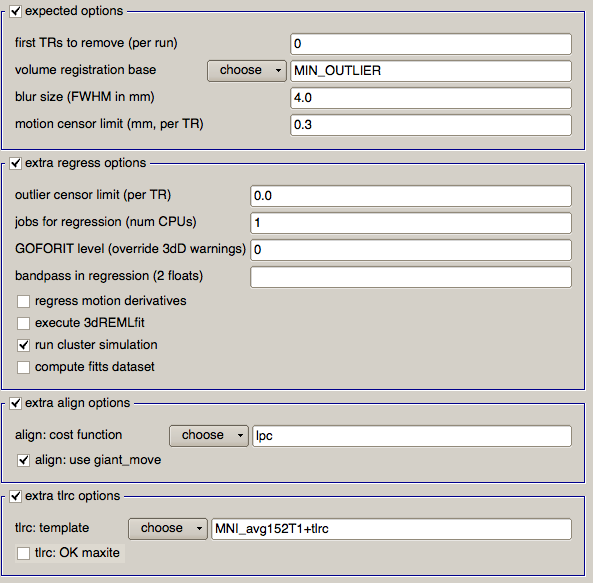 expected options
first TRs to remove (per run) 0
volume registration base choose MIN_OUTLIER
blur size (FWHM in mm) 4.0
motion censor limit (mm, per TR) 0.3
extra regress options
outlier censor limit (per TR) 0.0
jobs for regression (num CPUs) 1
GOFORIT level (override 3dD warnings) 0
bandpass in regression (2 floats)
regress motion derivatives
execute 3dREMLfit
run cluster simulation
compute fitts dataset
extra align options
align: cost function choose lpc
align: use giant_move
extra tlrc options
tlrc: template choose MNI_avg152T1+tlrc
tlrc: OK maxite